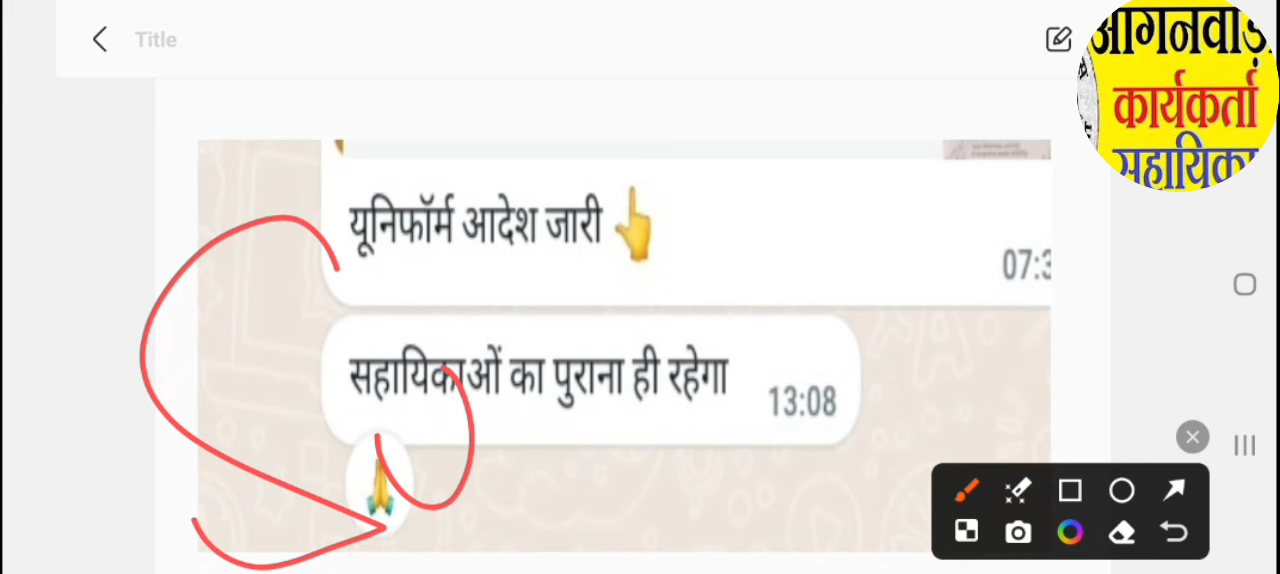 Title
आंगनवाड़ी
कार्यकर्ता
सहायिका
यूनिफॉर्म आदेश जारी 👆
07:3
सहायिकाओं का पुराना ही रहेगा
13:08
🙏